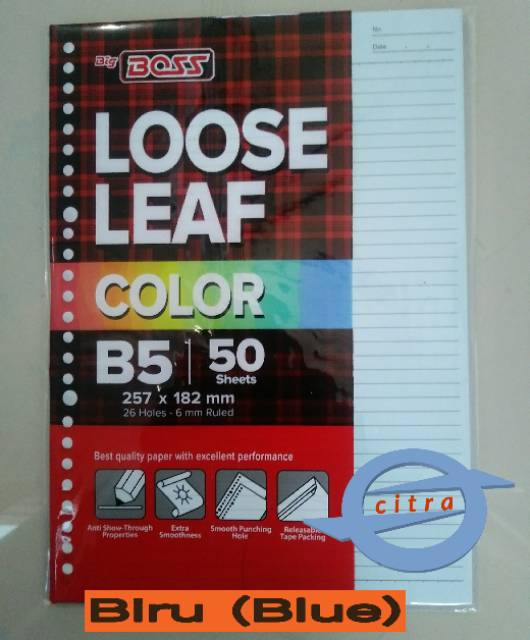 Big BOSS
No.
Date. . .
LOOSE
LEAF
COLOR
B5 | 50
Sheets
257 x 182 mm
26 Holes - 6 mm Ruled
Best quality paper with excellent performance
Anti Show-Through
Properties
Extra
Smoothness
Smooth Punching
Hole
Releasable
Tape Packing
citra
BIru (Blue)